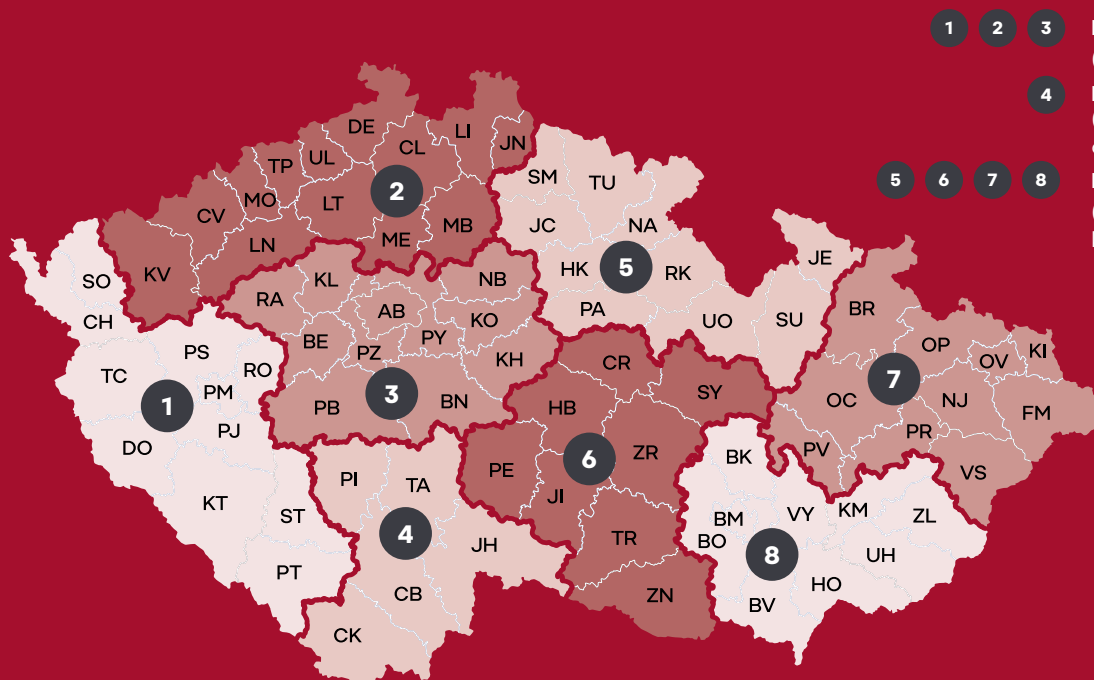 1 2 3
4
5 6 7 8
DE
CL
LI
JN
TP
UL
MO
LT
2
CV
LN
ME
MB
KV
SM
TU
JC
NA
HK
5
RK
PA
UO
SU
JE
SO
CH
TC
PS
RO
PM
1
PJ
DO
KT
ST
PT
KL
NB
RA
AB
KO
BE
PZ
PY
KH
PB
3
BN
CR
SY
HB
PE
6
ZR
JI
TR
ZN
PI
TA
4
JH
CB
CK
BR
OP
OV
KI
7
OC
NJ
FM
PR
PV
VS
BK
BM
VY
KM
ZL
BO
8
UH
HO
BV